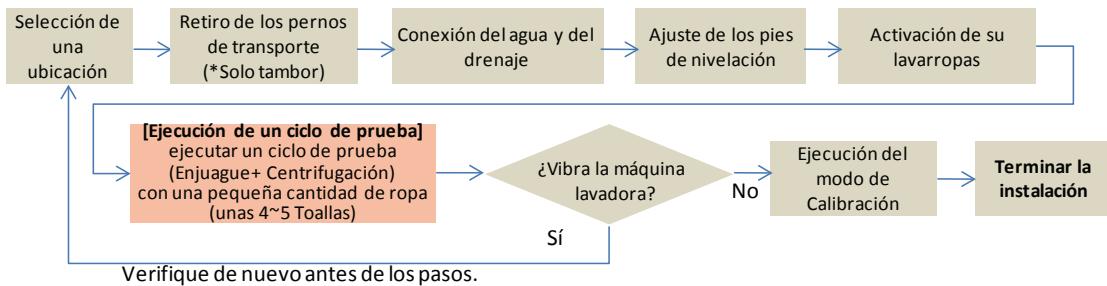 Selección de
una
ubicación
Retiro de los pernos
de transporte
(*Solo tambor)
Conexión del agua y del
drenaje
Ajuste de los pies
de nivelación
Activación de su
lavarropas
[Ejecución de un ciclo de prueba]
ejecutar un ciclo de prueba
(Enjuague+ Centrifugación)
con una pequeña cantidad de ropa
(unas 4~5 Toallas)
¿Vibra la máquina
lavadora?
No
Sí
Ejecución del
modo de
Calibración
Terminar la
instalación
Verifique de nuevo antes de los pasos.